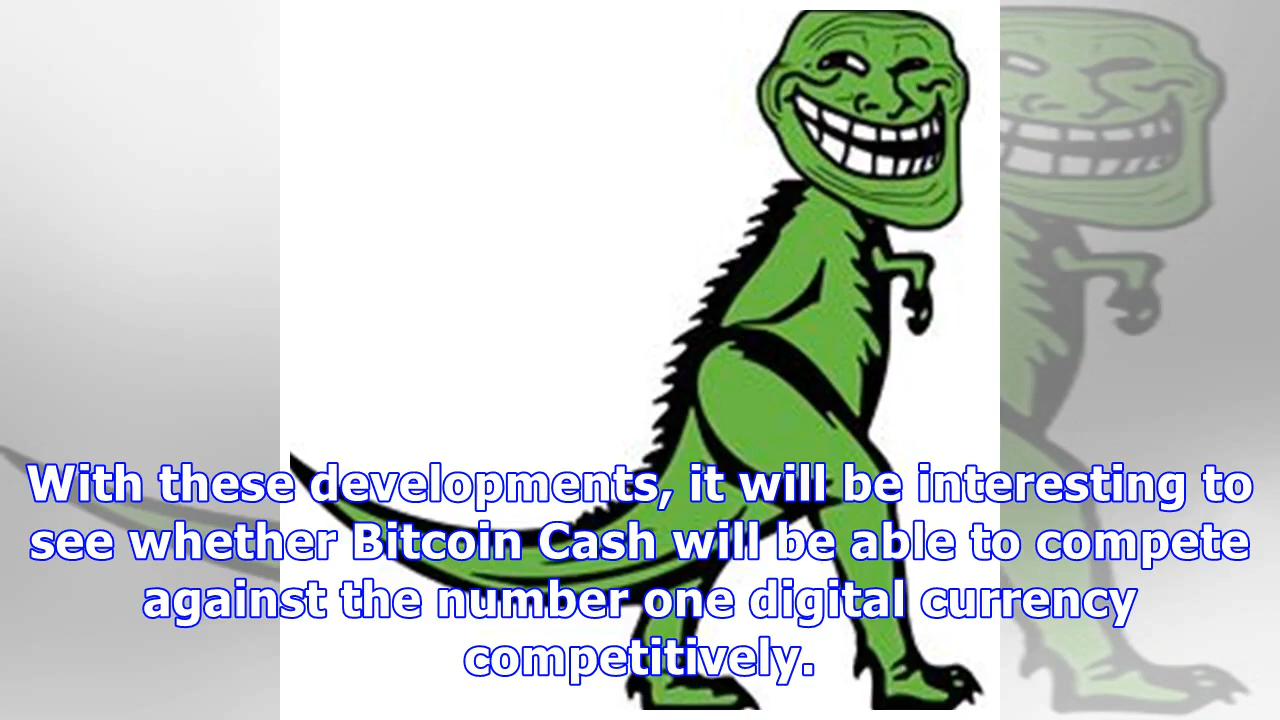 With these developments, it will be interesting to
see whether Bitcoin Cash will be able to compete
against the number one digital currency
competitively.